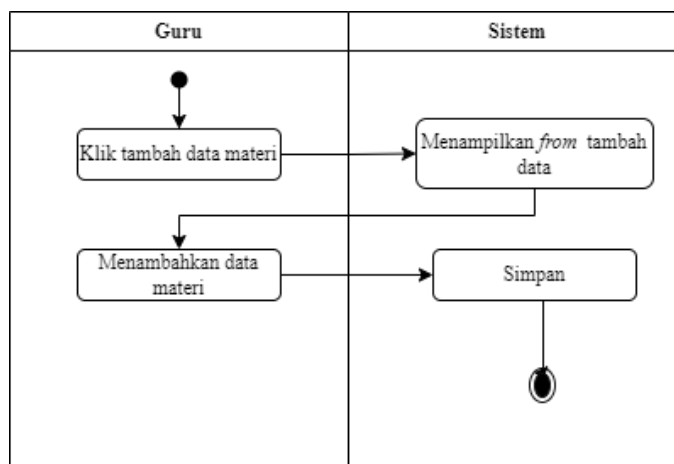 Guru
Sistem
Klik tambah data materi
Menampilkan from tambah
data
Menambahkan data
materi
Simpan